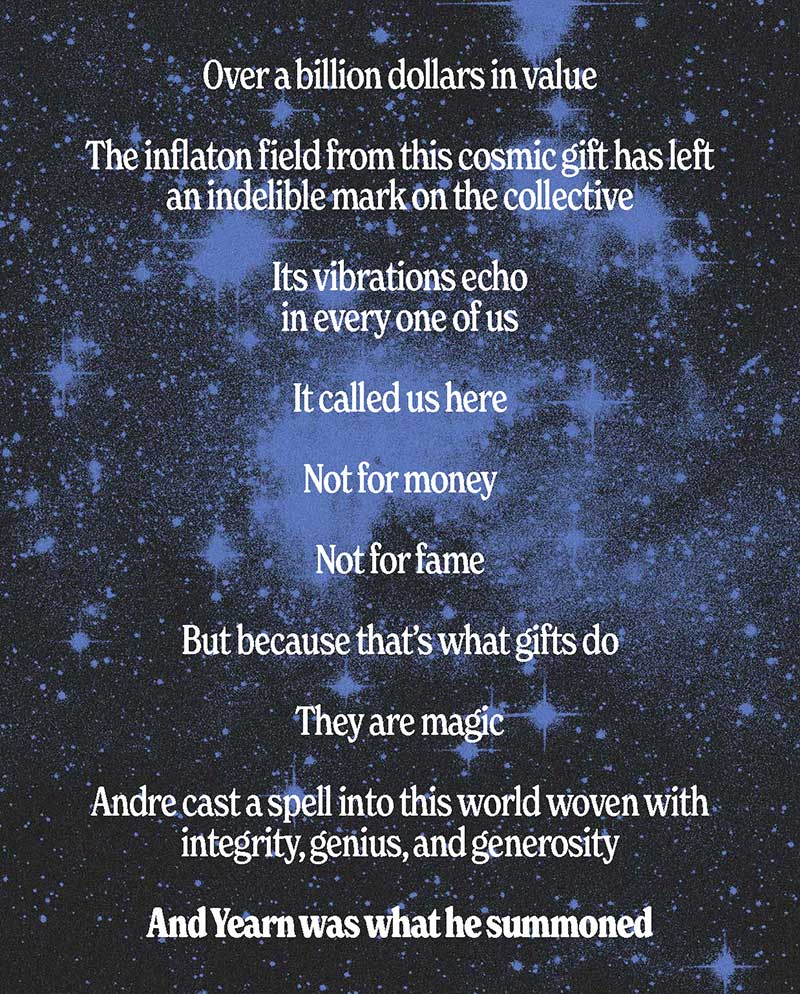 Over a billion dollars in value
The inflaton field from this cosmic gift has left
an indelible mark on the collective
Its vibrations echo
in every one of us
It called us here
Not for money
Not for fame
But because that's what gifts do
They are magic
Andre cast a spell into this world woven with
integrity, genius, and generosity
And Yearn was what he summoned